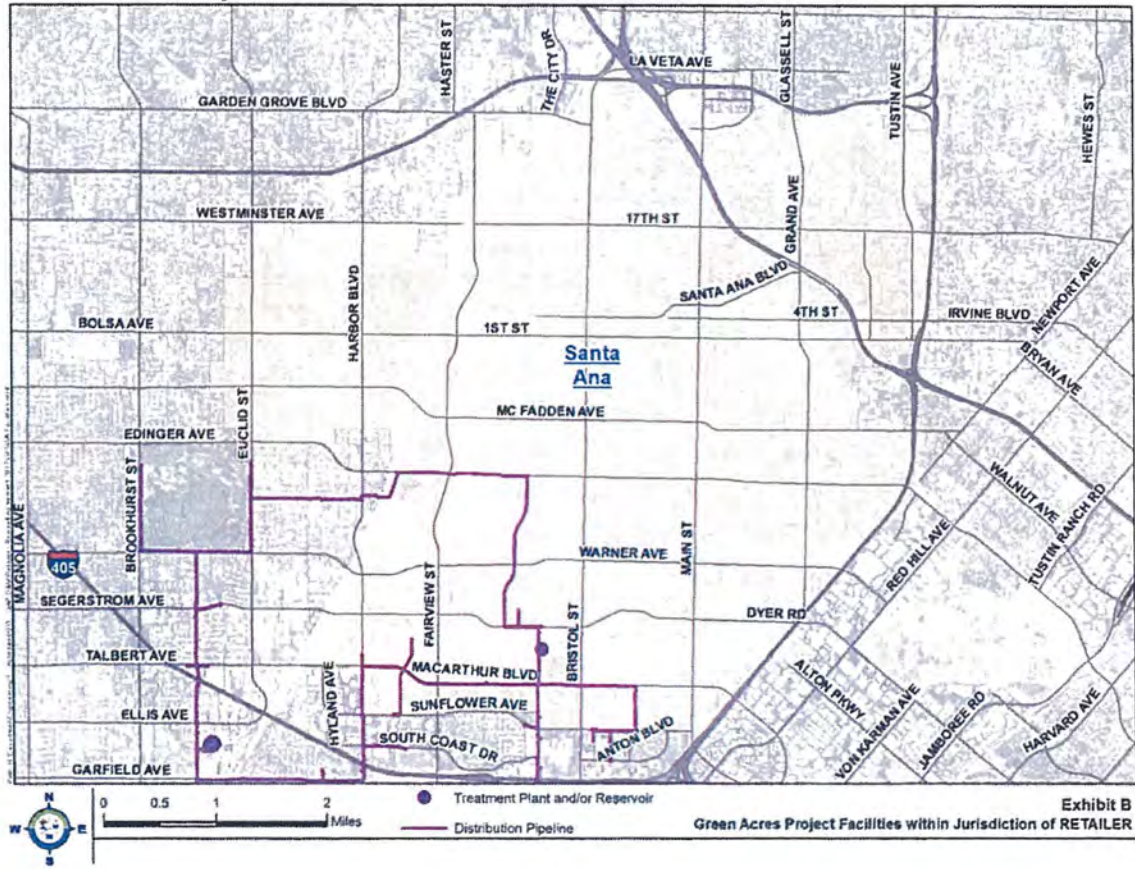 HASTER ST
THE CITY DR
LA VETA AVE
GLASSELL ST
TUSTIN AVE
HEWES ST
GARDEN GROVE BLVD
WESTMINSTER AVE
17TH ST
GRAND AVE
HARBOR BLVD
SANTA ANA BLVD
NEWPORT AVE
BOLSA AVE
1ST ST
4TH ST
IRVINE BLVD
BRYAN AVE
Santa
Ana
MC FADDEN AVE
EUCLID ST
EDINGER AVE
BROOKHURST ST
WALNUT AVE
TUSTIN RANCH RD
MAGNOLIA AVE
405
FAIRVIEW ST
WARNER AVE
MAIN ST
RED HILL AVE
SEGERSTROM AVE
DYER RD
TALBERT AVE
HYLAND AVE
MACARTHUR BLVD
BRISTOL ST
ALTON PKWY
SUNFLOWER AVE
ELLIS AVE
SOUTH COAST DR
ANTON BLVD
VON KARMAN AVE
JAMBOREE RD
HARVARD AVE
GARFIELD AVE
N
W E
S
0 0.5 1 2
Miles
Treatment Plant and/or Reservoir
Distribution Pipeline
Exhibit B
Green Acres Project Facilities within Jurisdiction of RETAILER